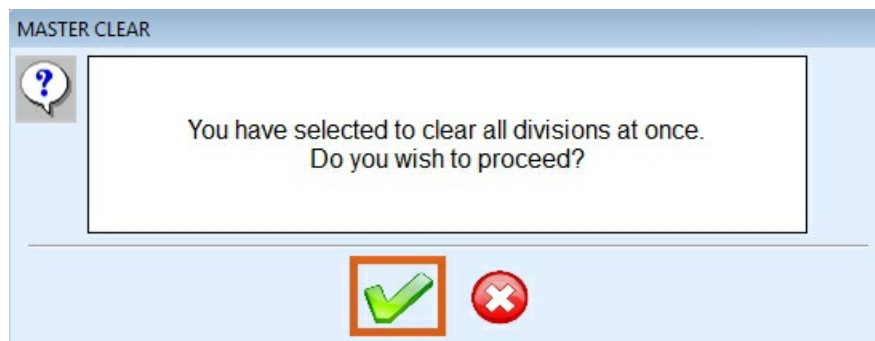 MASTER CLEAR
?
You have selected to clear all divisions at once.
Do you wish to proceed?